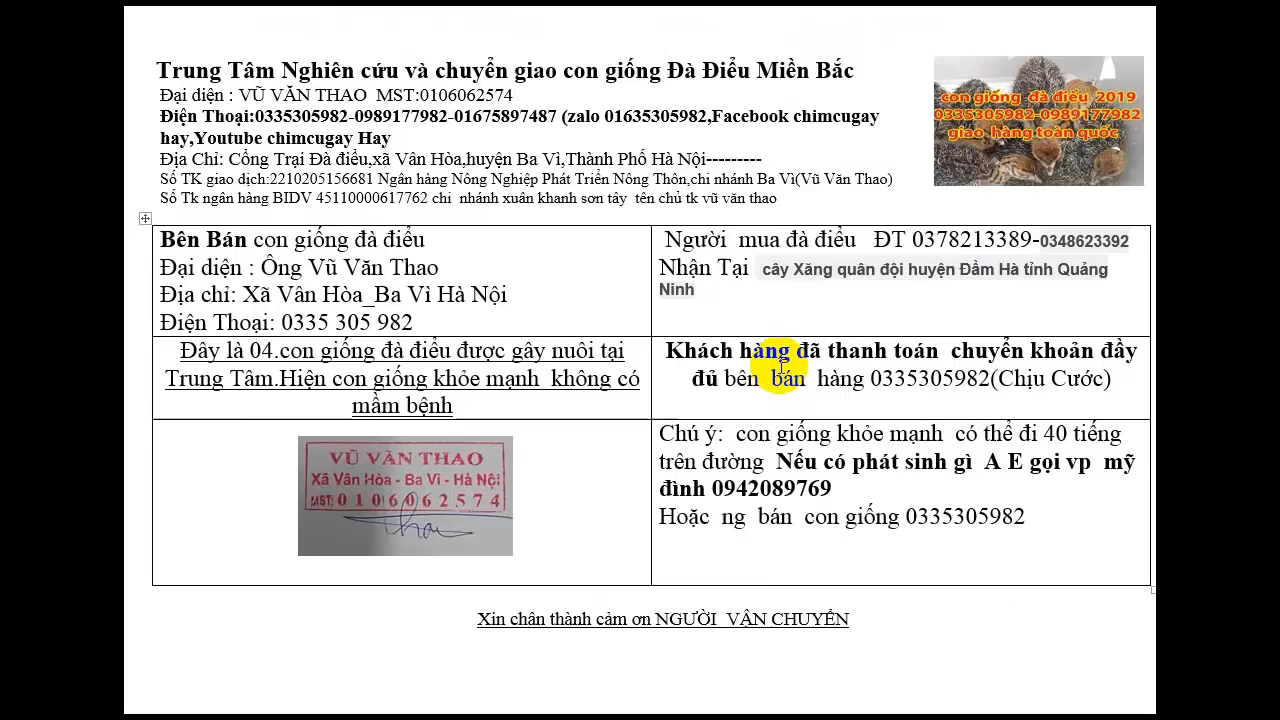 Trung Tâm Nghiên cứu và chuyển giao con giống Đà Điểu Miền Bắc
Đại diện : VŨ VĂN THAO MST:0106062574
Điện Thoại:0335305982-0989177982-01675897487 (zalo 01635305982,Facebook chimcugay
hay,Youtube chimcugay Hay
Địa Chỉ: Cổng Trại Đà điểu,xã Vân Hòa,huyện Ba Vì,Thành Phố Hà Nội---------
Số TK giao dịch:2210205156681 Ngân hàng Nông Nghiệp Phát Triển Nông Thôn,chi nhánh Ba Vì(Vũ Văn Thao)
Số Tk ngân hàng BIDV 45110000617762 chi nhánh xuân khanh sơn tây tên chủ tk vũ văn thao
con giống đà điểu 2019
0335305982-0989177982
giao hàng toàn quốc
Bên Bán con giống đà điểu
Đại diện : Ông Vũ Văn Thao
Địa chỉ: Xã Vân Hòa_Ba Vì Hà Nội
Điện Thoại: 0335 305 982
Người mua đà điểu ĐT 0378213389-0348623392
Nhận Tại cây Xăng quân đội huyện Đầm Hà tỉnh Quảng
Ninh
Đây là 04.con giống đà điểu được gây nuôi tại
Trung Tâm.Hiện con giống khỏe mạnh không có
mầm bệnh
Khách hàng đã thanh toán chuyển khoản đầy
đủ bên bán hàng 0335305982(Chịu Cước)
VŨ VĂN THAO
Xã Vân Hòa - Ba Vì - Hà Nội
MST: 0 1 0 6 0 6 2 5 7 4
Thao
Chú ý: con giống khỏe mạnh có thể đi 40 tiếng
trên đường Nếu có phát sinh gì A E gọi vp mỹ
đình 0942089769
Hoặc ng bán con giống 0335305982
Xin chân thành cảm ơn NGƯỜI VẬN CHUYỂN